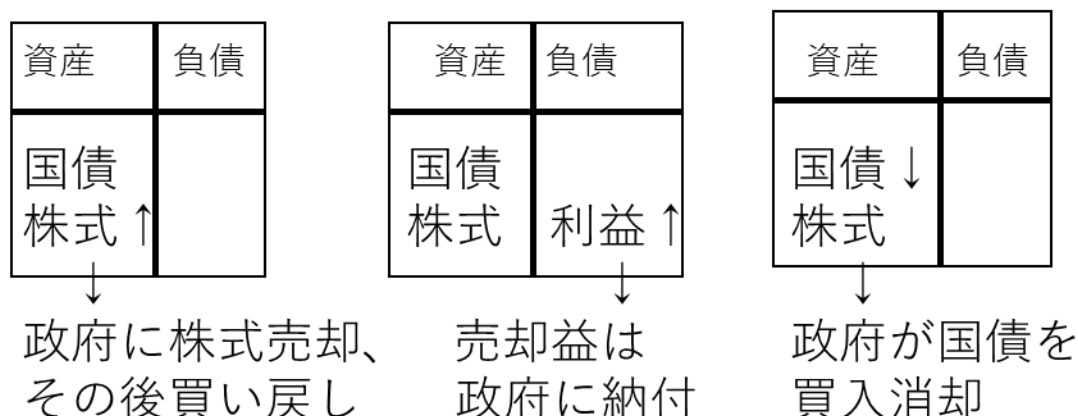 資産 負債
国債
株式↑
↓
政府に株式売却、
その後買い戻し
資産 負債
国債
株式 利益↑
↓
売却益は
政府に納付
資産 負債
国債↓
株式
↓
政府が国債を
買入消却